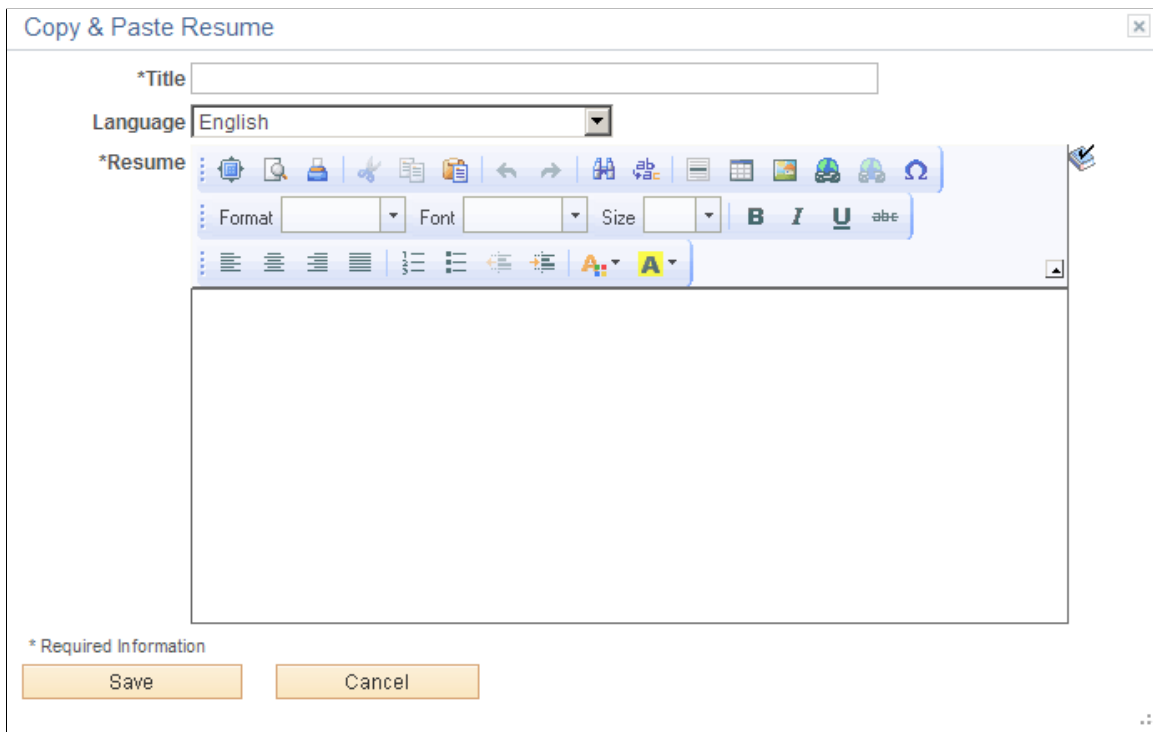 Copy & Paste Resume
*Title
Language English
*Resume
Format Font Size B I U abc
A A
* Required Information
Save Cancel